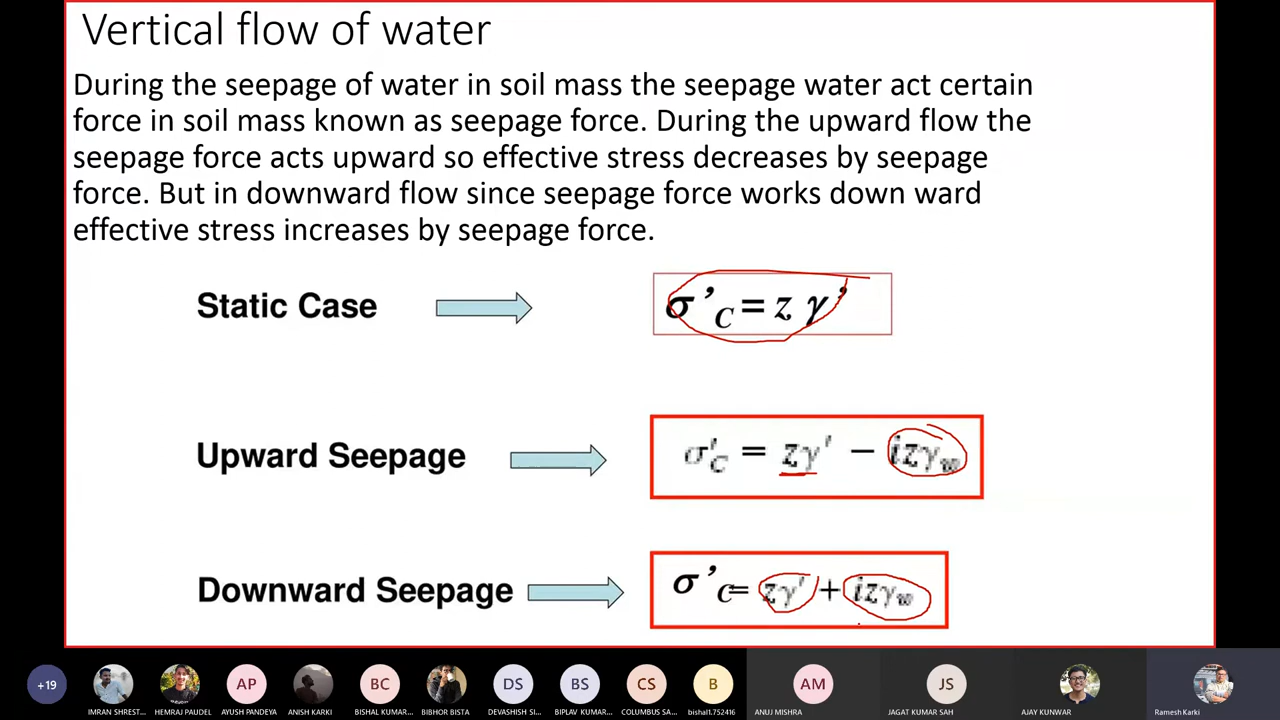 Vertical flow of water
During the seepage of water in soil mass the seepage water act certain
force in soil mass known as seepage force. During the upward flow the
seepage force acts upward so effective stress decreases by seepage
force. But in downward flow since seepage force works down ward
effective stress increases by seepage force.
Static Case σ'C = z γ'
Upward Seepage σ'C = zγ' − izγw
Downward Seepage σ'C= zγ' + izγw
+19 AP BC DS BS CS B AM JS
IMRAN SHREST... HEMRAJ PAUDEL AYUSH PANDEYA ANISH KARKI BISHAL KUMAR... BIBHOR BISTA DEVASHISH SI... BIPLAV KUMAR... COLUMBUS SA... bishal1.752416 ANUJ MISHRA JAGAT KUMAR SAH AJAY KUNWAR Ramesh Karki